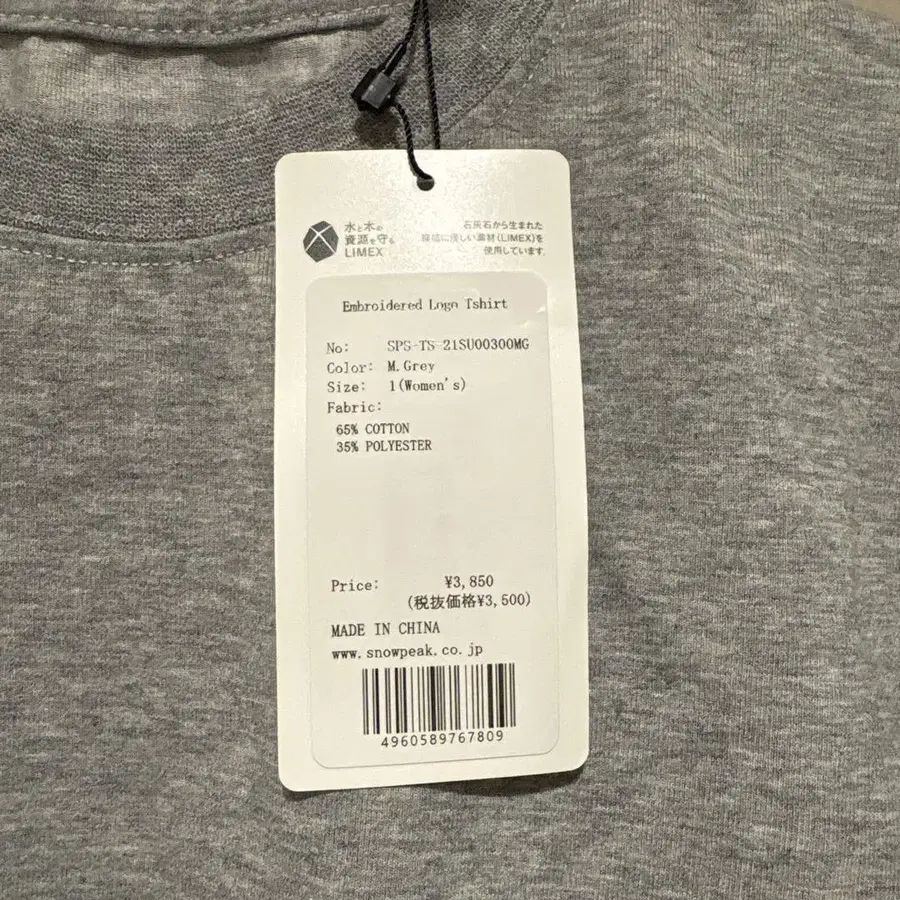 水と木の
資源を守る
LIMEX
石灰石から生まれた
環境に優しい素材(LIMEX)を
使用しています。
Embroidered Logo Tshirt
No: SPS-TS-21SU00300MG
Color: M.Grey
Size: 1(Women's)
Fabric:
65% COTTON
35% POLYESTER
Price: ¥3,850
(税抜価格¥3,500)
MADE IN CHINA
www.snowpeak.co.jp
4960589767809